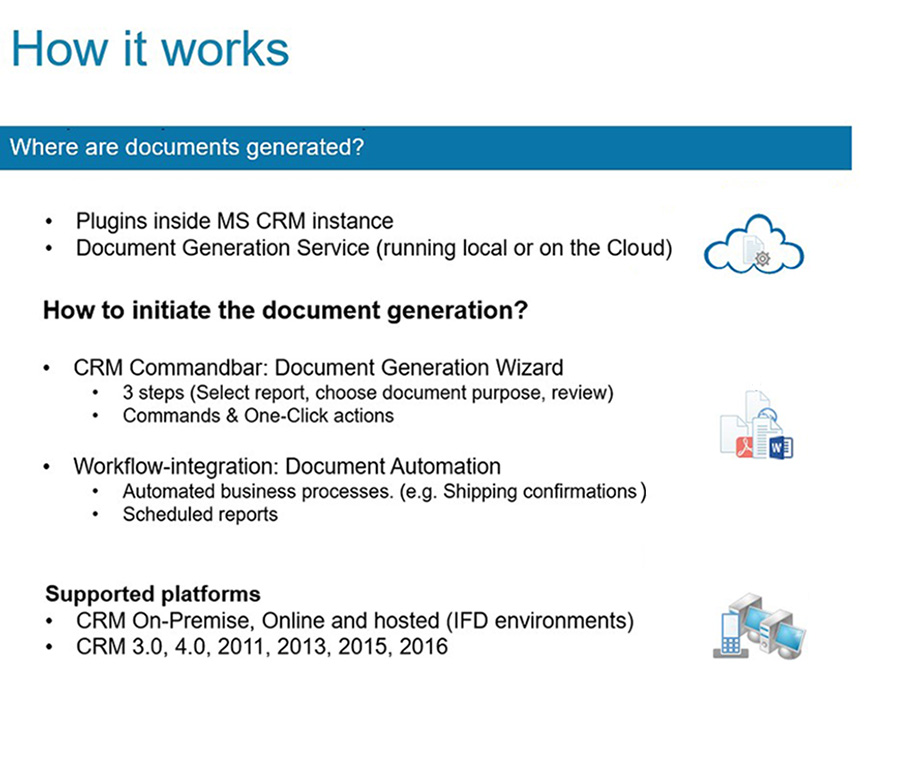 How it works
Where are documents generated?
• Plugins inside MS CRM instance
• Document Generation Service (running local or on the Cloud)
How to initiate the document generation?
• CRM Commandbar: Document Generation Wizard
• 3 steps (Select report, choose document purpose, review)
• Commands & One-Click actions
• Workflow-integration: Document Automation
• Automated business processes. (e.g. Shipping confirmations)
• Scheduled reports
W
Supported platforms
• CRM On-Premise, Online and hosted (IFD environments)
• CRM 3.0, 4.0, 2011, 2013, 2015, 2016